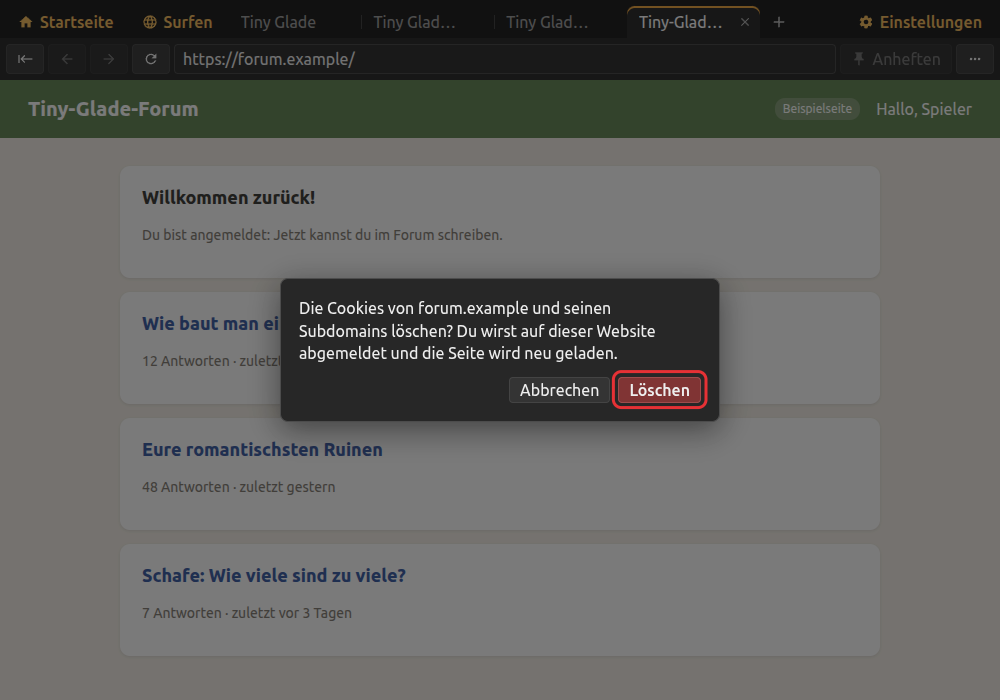 Startseite
Surfen
Tiny Glade
Tiny Glad…
Tiny Glad…
Tiny-Glad…
Einstellungen
https://forum.example/
Anheften
Tiny-Glade-Forum
Beispielseite
Hallo, Spieler
Willkommen zurück!
Du bist angemeldet: Jetzt kannst du im Forum schreiben.
Wie baut man ei
12 Antworten · zuletzt
Die Cookies von forum.example und seinen
Subdomains löschen? Du wirst auf dieser Website
abgemeldet und die Seite wird neu geladen.
Abbrechen
Löschen
Eure romantischsten Ruinen
48 Antworten · zuletzt gestern
Schafe: Wie viele sind zu viele?
7 Antworten · zuletzt vor 3 Tagen